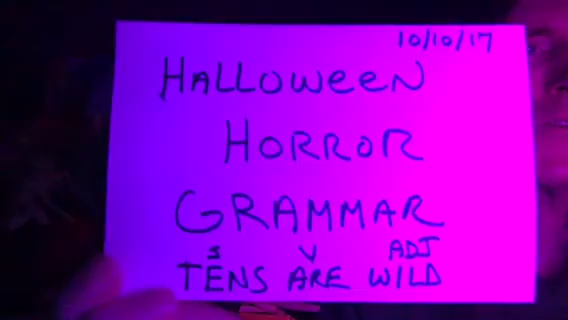 10/10/17
HALLOWEEN
HORROR
GRAMMAR
S V ADJ
TENS ARE WILD